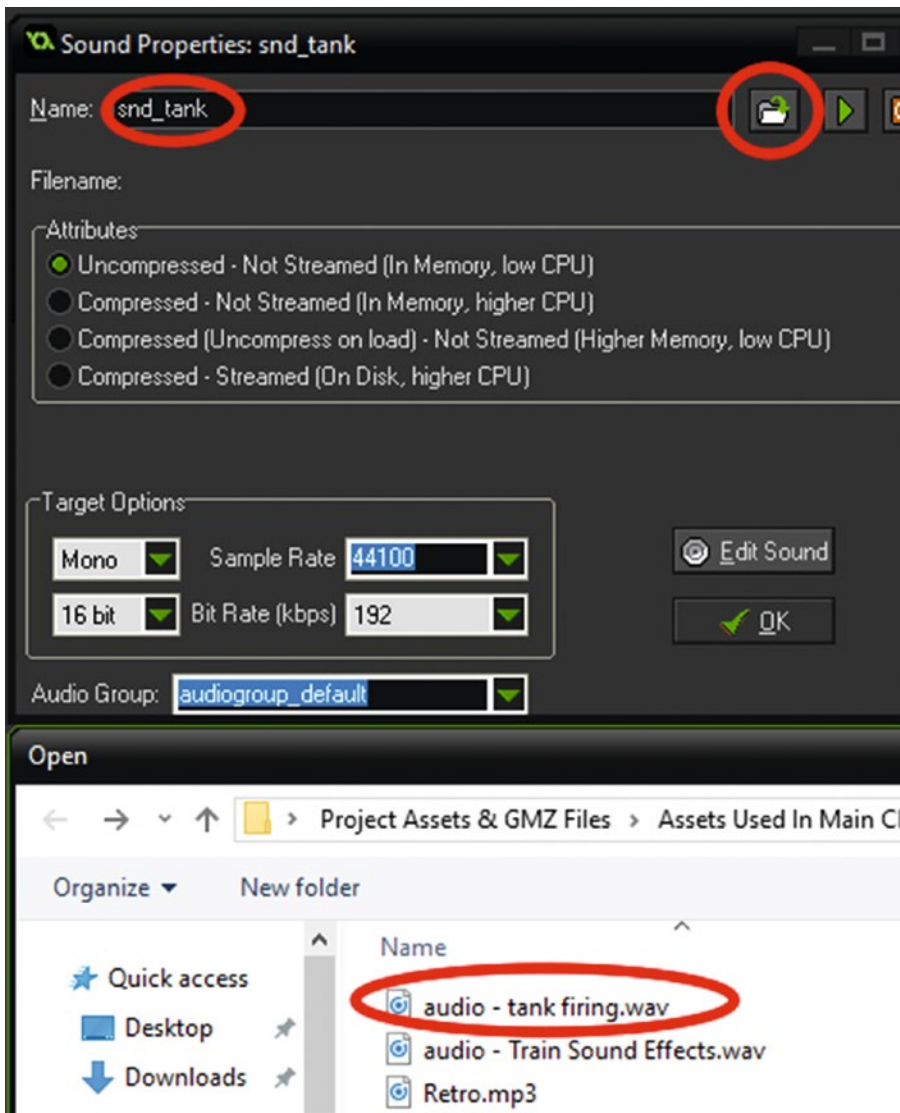 Sound Properties: snd_tank
Name: snd_tank
Filename:
Attributes
Uncompressed - Not Streamed (In Memory, low CPU)
Compressed - Not Streamed (In Memory, higher CPU)
Compressed (Uncompress on load) - Not Streamed (Higher Memory, low CPU)
Compressed - Streamed (On Disk, higher CPU)
Target Options
Mono Sample Rate 44100
Edit Sound
16 bit Bit Rate (kbps) 192
OK
Audio Group: audiogroup_default
Open
Project Assets & GMZ Files > Assets Used In Main
Organize New folder
Name
Quick access
audio - tank firing.wav
Desktop
audio - Train Sound Effects.wav
Downloads
Retro.mp3